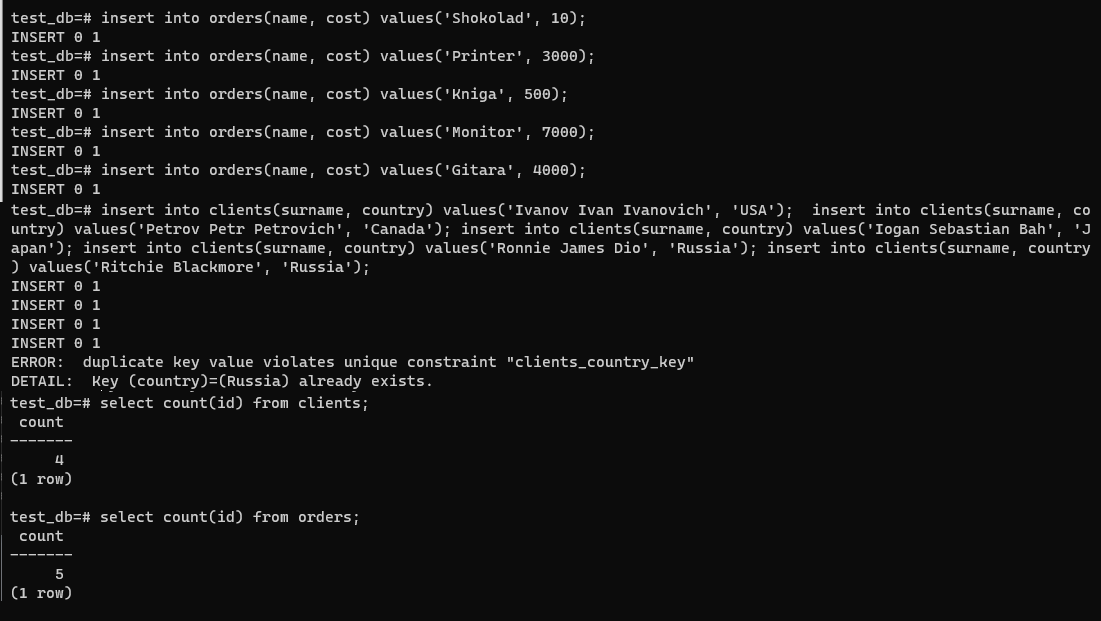 test_db=# insert into orders(name, cost) values('Shokolad', 10);
INSERT 0 1
test_db=# insert into orders(name, cost) values('Printer', 3000);
INSERT 0 1
test_db=# insert into orders(name, cost) values('Kniga', 500);
INSERT 0 1
test_db=# insert into orders(name, cost) values('Monitor', 7000);
INSERT 0 1
test_db=# insert into orders(name, cost) values('Gitara', 4000);
INSERT 0 1
test_db=# insert into clients(surname, country) values('Ivanov Ivan Ivanovich', 'USA');  insert into clients(surname, co
untry) values('Petrov Petr Petrovich', 'Canada'); insert into clients(surname, country) values('Iogan Sebastian Bah', 'J
apan'); insert into clients(surname, country) values('Ronnie James Dio', 'Russia'); insert into clients(surname, country
) values('Ritchie Blackmore', 'Russia');
INSERT 0 1
INSERT 0 1
INSERT 0 1
INSERT 0 1
ERROR:  duplicate key value violates unique constraint "clients_country_key"
DETAIL:  Key (country)=(Russia) already exists.
test_db=# select count(id) from clients;
 count
-------
     4
(1 row)

test_db=# select count(id) from orders;
 count
-------
     5
(1 row)